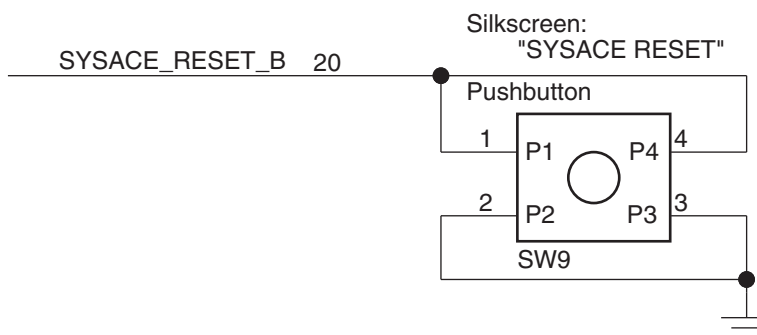 Silkscreen:
"SYSACE RESET"
SYSACE_RESET_B 20
Pushbutton
1 P1 P4 4
2 P2 P3 3
SW9